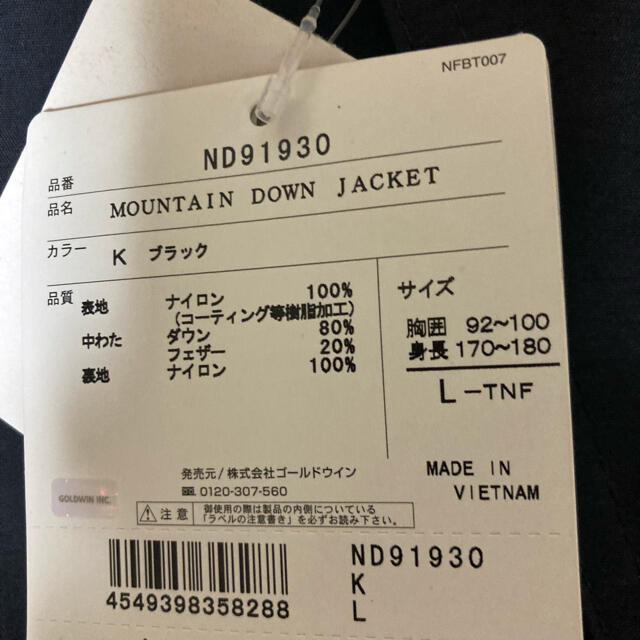 NFBT007
品番 ND91930
品名 MOUNTAIN DOWN JACKET
カラー K ブラック
品質 表地 ナイロン 100%
(コーティング等樹脂加工)
中わた ダウン 80%
フェザー 20%
裏地 ナイロン 100%
サイズ
胸囲 92~100
身長 170~180
L-TNF
MADE IN
VIETNAM
発売元/株式会社ゴールドウイン
0120-307-560
GOLDWIN INC.
注意 御使用の際は製品の内側についている
「ラベルの注意書き」を必ずお読み下さい。
4549398358288
ND91930
K
L